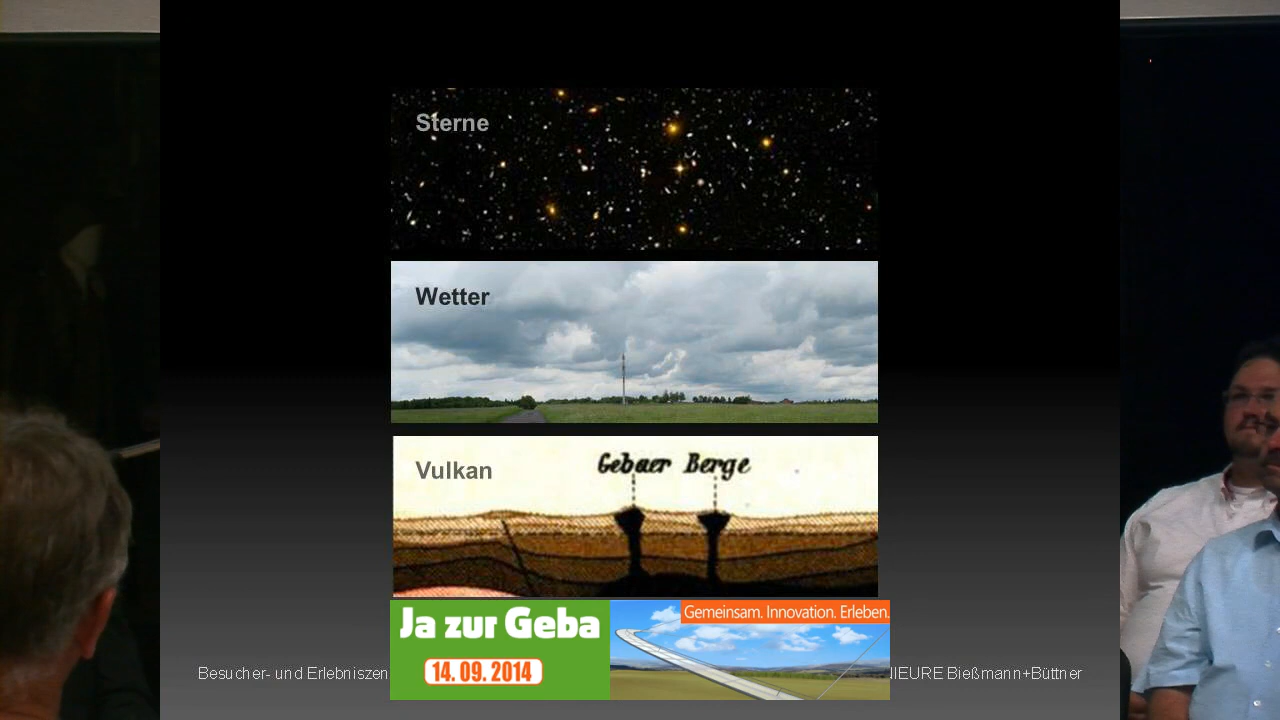 Sterne
Wetter
Vulkan
Gebaer Berge
Ja zur Geba
14. 09. 2014
Gemeinsam. Innovation. Erleben.
Besucher- und Erlebniszen
NIEURE Bießmann+Büttner